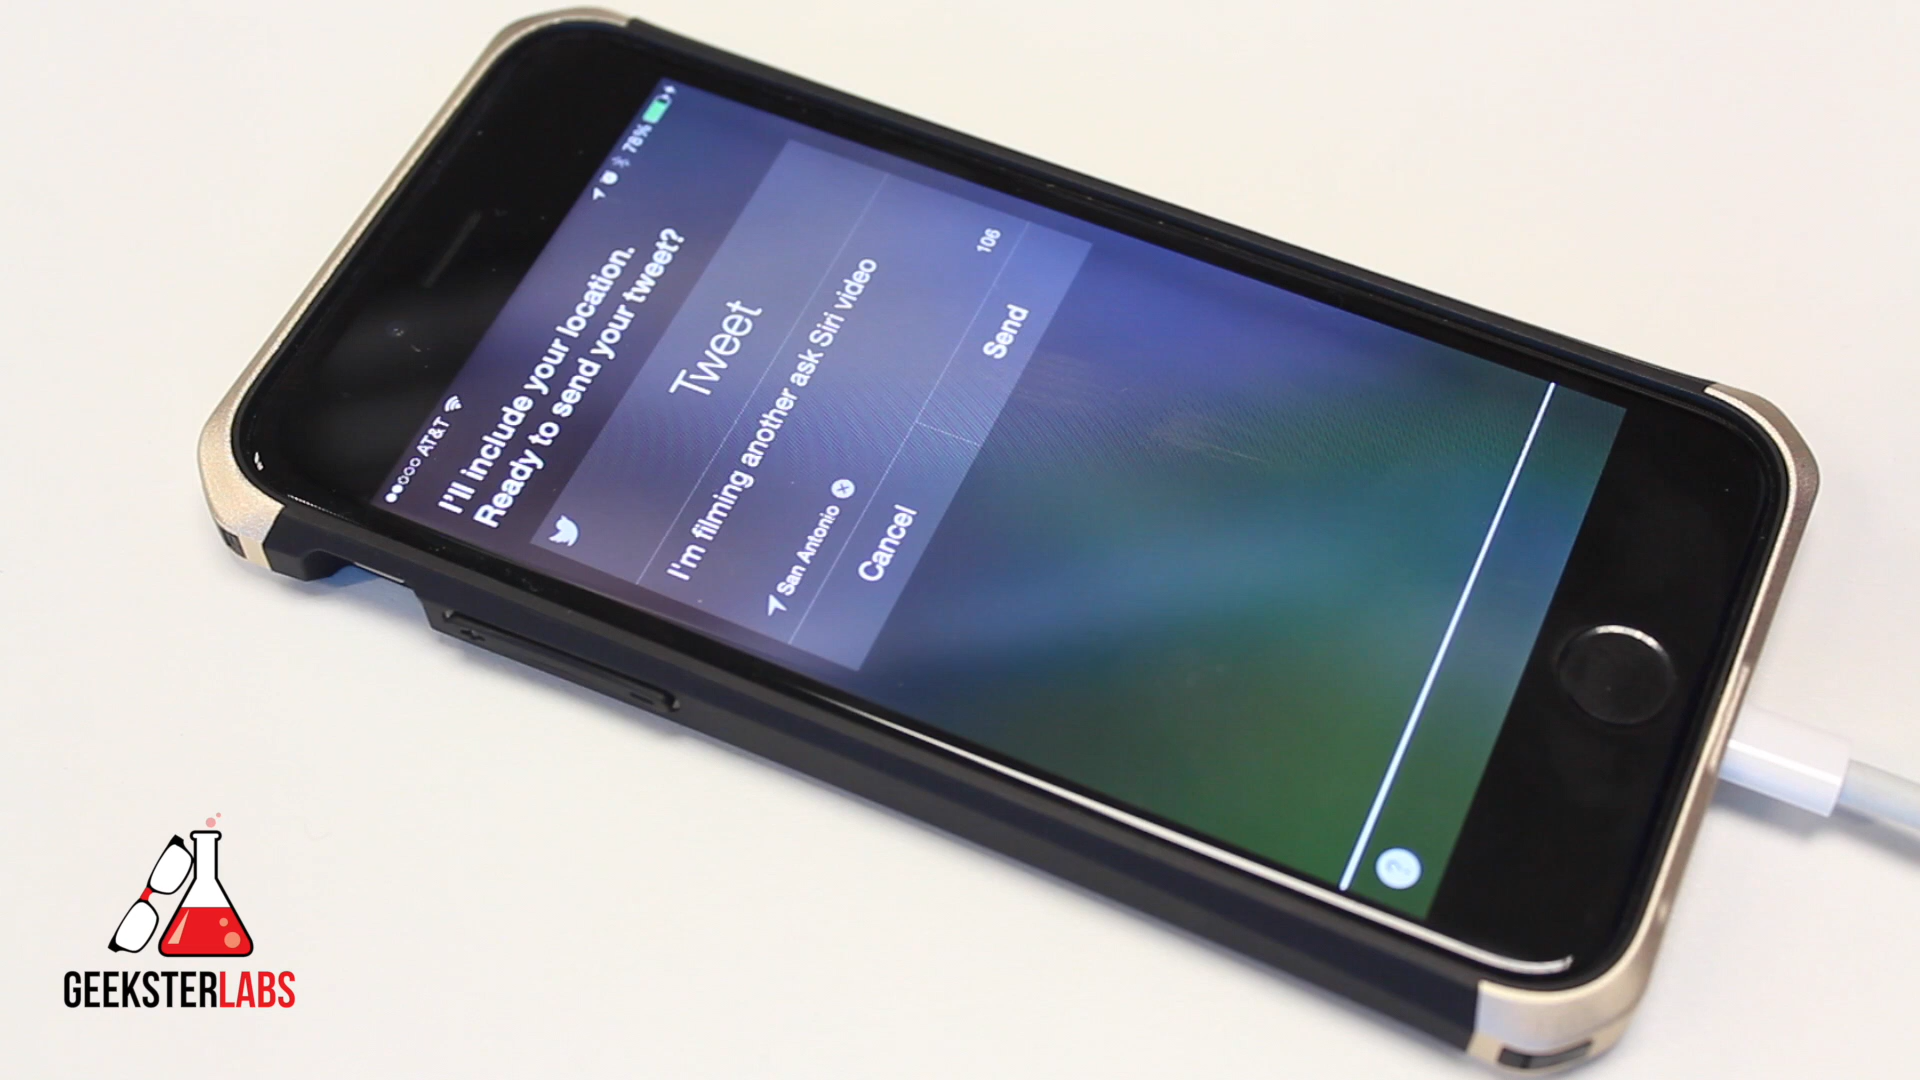 AT&T 78%
I'll include your location.
Ready to send your tweet?
Tweet
I'm filming another ask Siri video
San Antonio
106
Cancel Send
?
GEEKSTERLABS